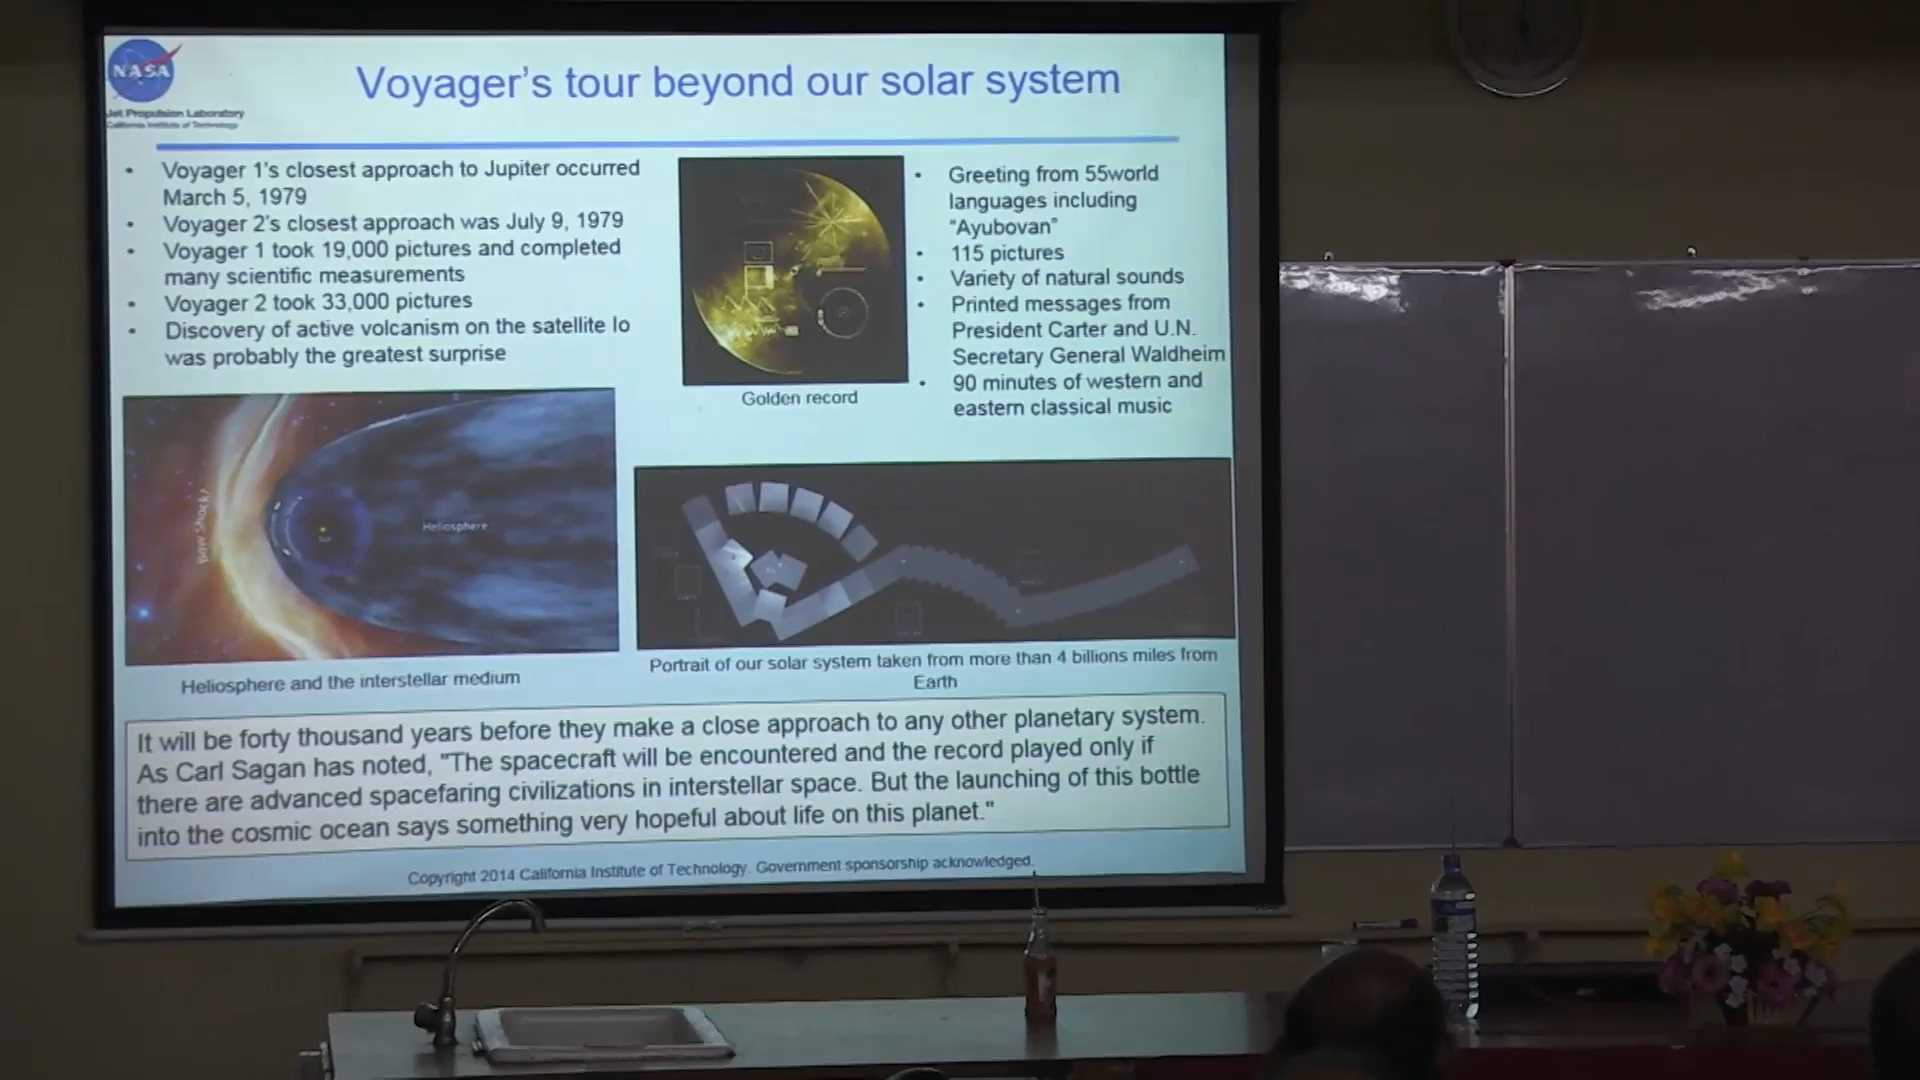 NASA
Jet Propulsion Laboratory
California Institute of Technology
Voyager's tour beyond our solar system
• Voyager 1's closest approach to Jupiter occurred
March 5, 1979
• Voyager 2's closest approach was July 9, 1979
• Voyager 1 took 19,000 pictures and completed
many scientific measurements
• Voyager 2 took 33,000 pictures
• Discovery of active volcanism on the satellite Io
was probably the greatest surprise
Golden record
• Greeting from 55world
languages including
"Ayubovan"
• 115 pictures
• Variety of natural sounds
• Printed messages from
President Carter and U.N.
Secretary General Waldheim
• 90 minutes of western and
eastern classical music
Bow Shock
Heliosphere
Heliosphere and the interstellar medium
Portrait of our solar system taken from more than 4 billions miles from
Earth
It will be forty thousand years before they make a close approach to any other planetary system.
As Carl Sagan has noted, "The spacecraft will be encountered and the record played only if
there are advanced spacefaring civilizations in interstellar space. But the launching of this bottle
into the cosmic ocean says something very hopeful about life on this planet."
Copyright 2014 California Institute of Technology. Government sponsorship acknowledged.